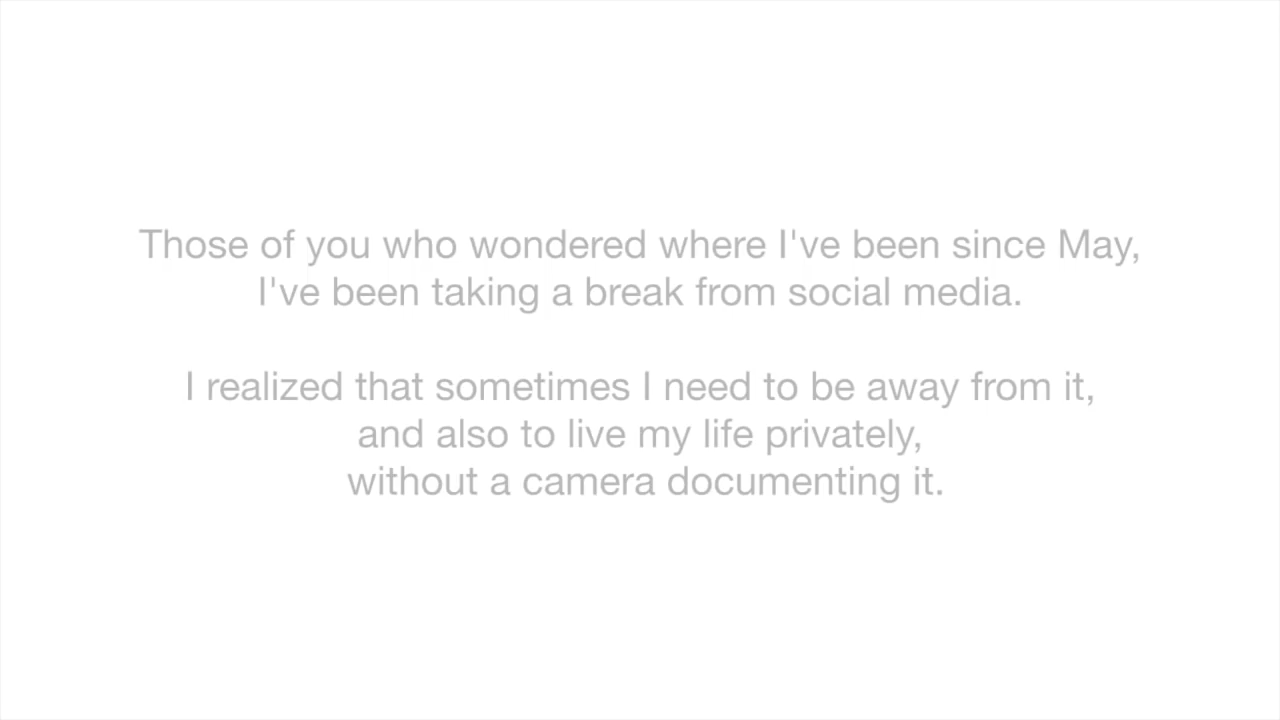 Those of you who wondered where I've been since May,
I've been taking a break from social media.
I realized that sometimes I need to be away from it,
and also to live my life privately,
without a camera documenting it.